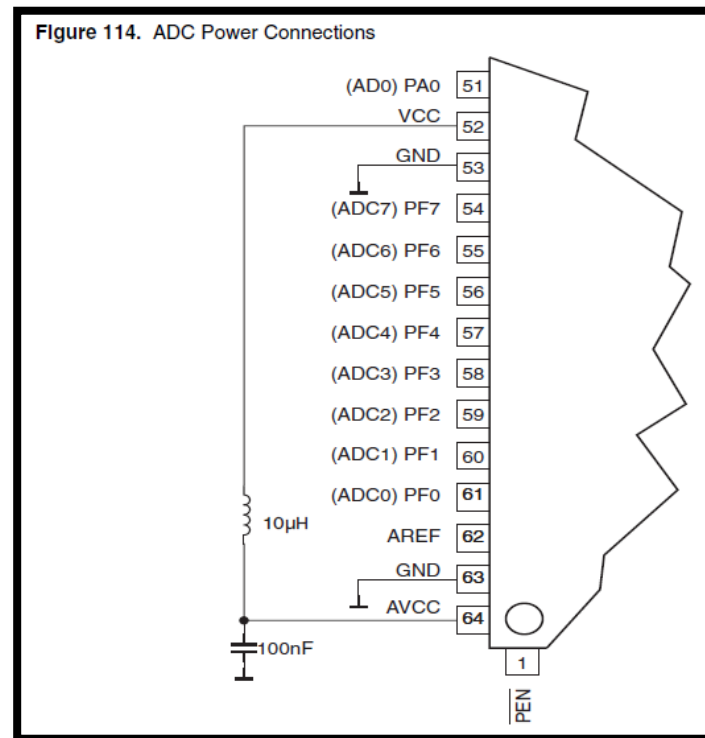 Figure 114. ADC Power Connections
(AD0) PA0 51
VCC 52
GND 53
(ADC7) PF7 54
(ADC6) PF6 55
(ADC5) PF5 56
(ADC4) PF4 57
(ADC3) PF3 58
(ADC2) PF2 59
(ADC1) PF1 60
(ADC0) PF0 61
10μH
AREF 62
GND 63
AVCC 64
100nF
1
PEN